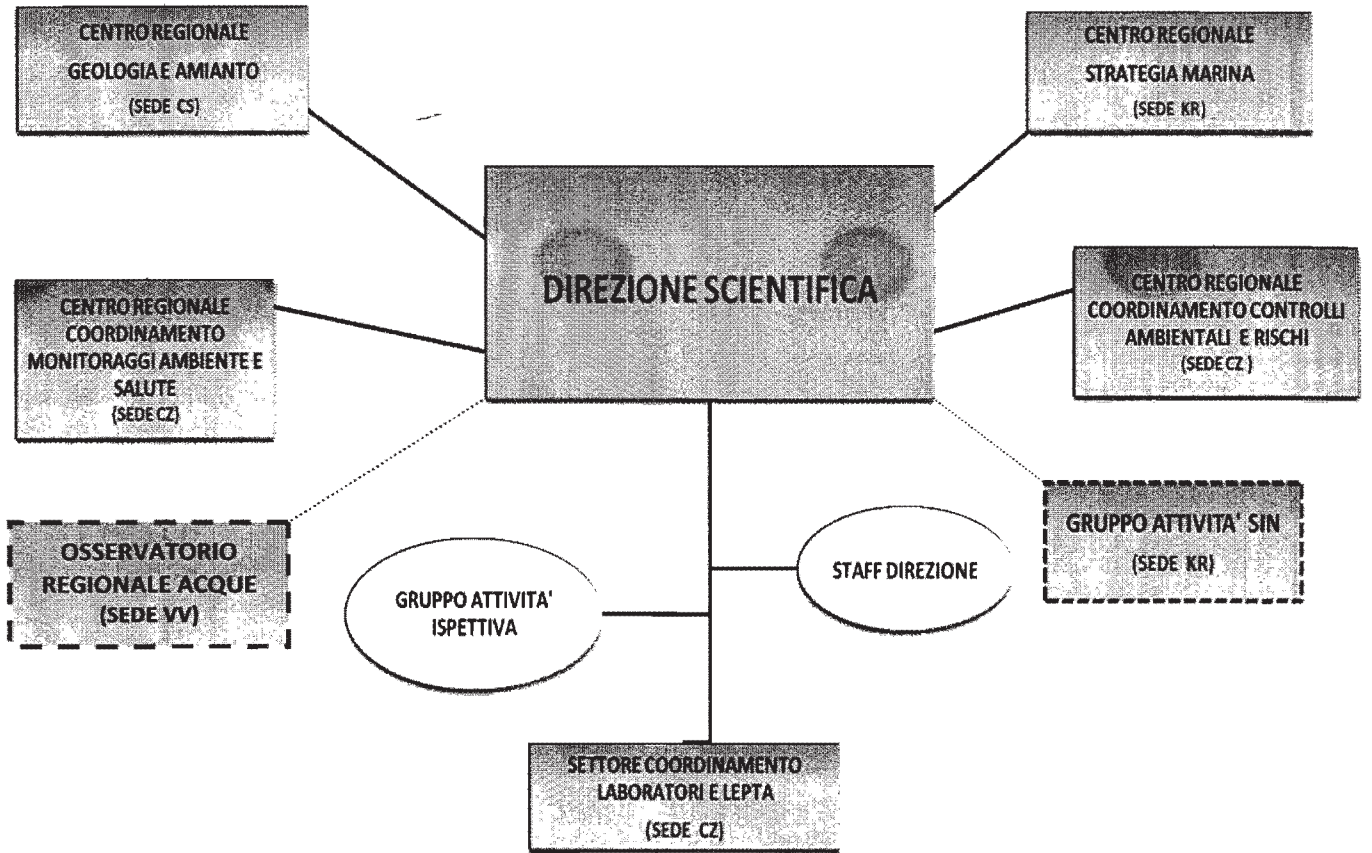 CENTRO REGIONALE
GEOLOGIA E AMIANTO
(SEDE CS)
CENTRO REGIONALE
STRATEGIA MARINA
(SEDE KR)
DIREZIONE SCIENTIFICA
CENTRO REGIONALE
COORDINAMENTO
MONITORAGGI AMBIENTE E
SALUTE
(SEDE CZ)
CENTRO REGIONALE
COORDINAMENTO CONTROLLI
AMBIENTALI E RISCHI
(SEDE CZ )
OSSERVATORIO
REGIONALE ACQUE
(SEDE VV)
GRUPPO ATTIVITA'
ISPETTIVA
STAFF DIREZIONE
GRUPPO ATTIVITA' SIN
(SEDE KR)
SETTORE COORDINAMENTO
LABORATORI E LEPTA
(SEDE CZ)